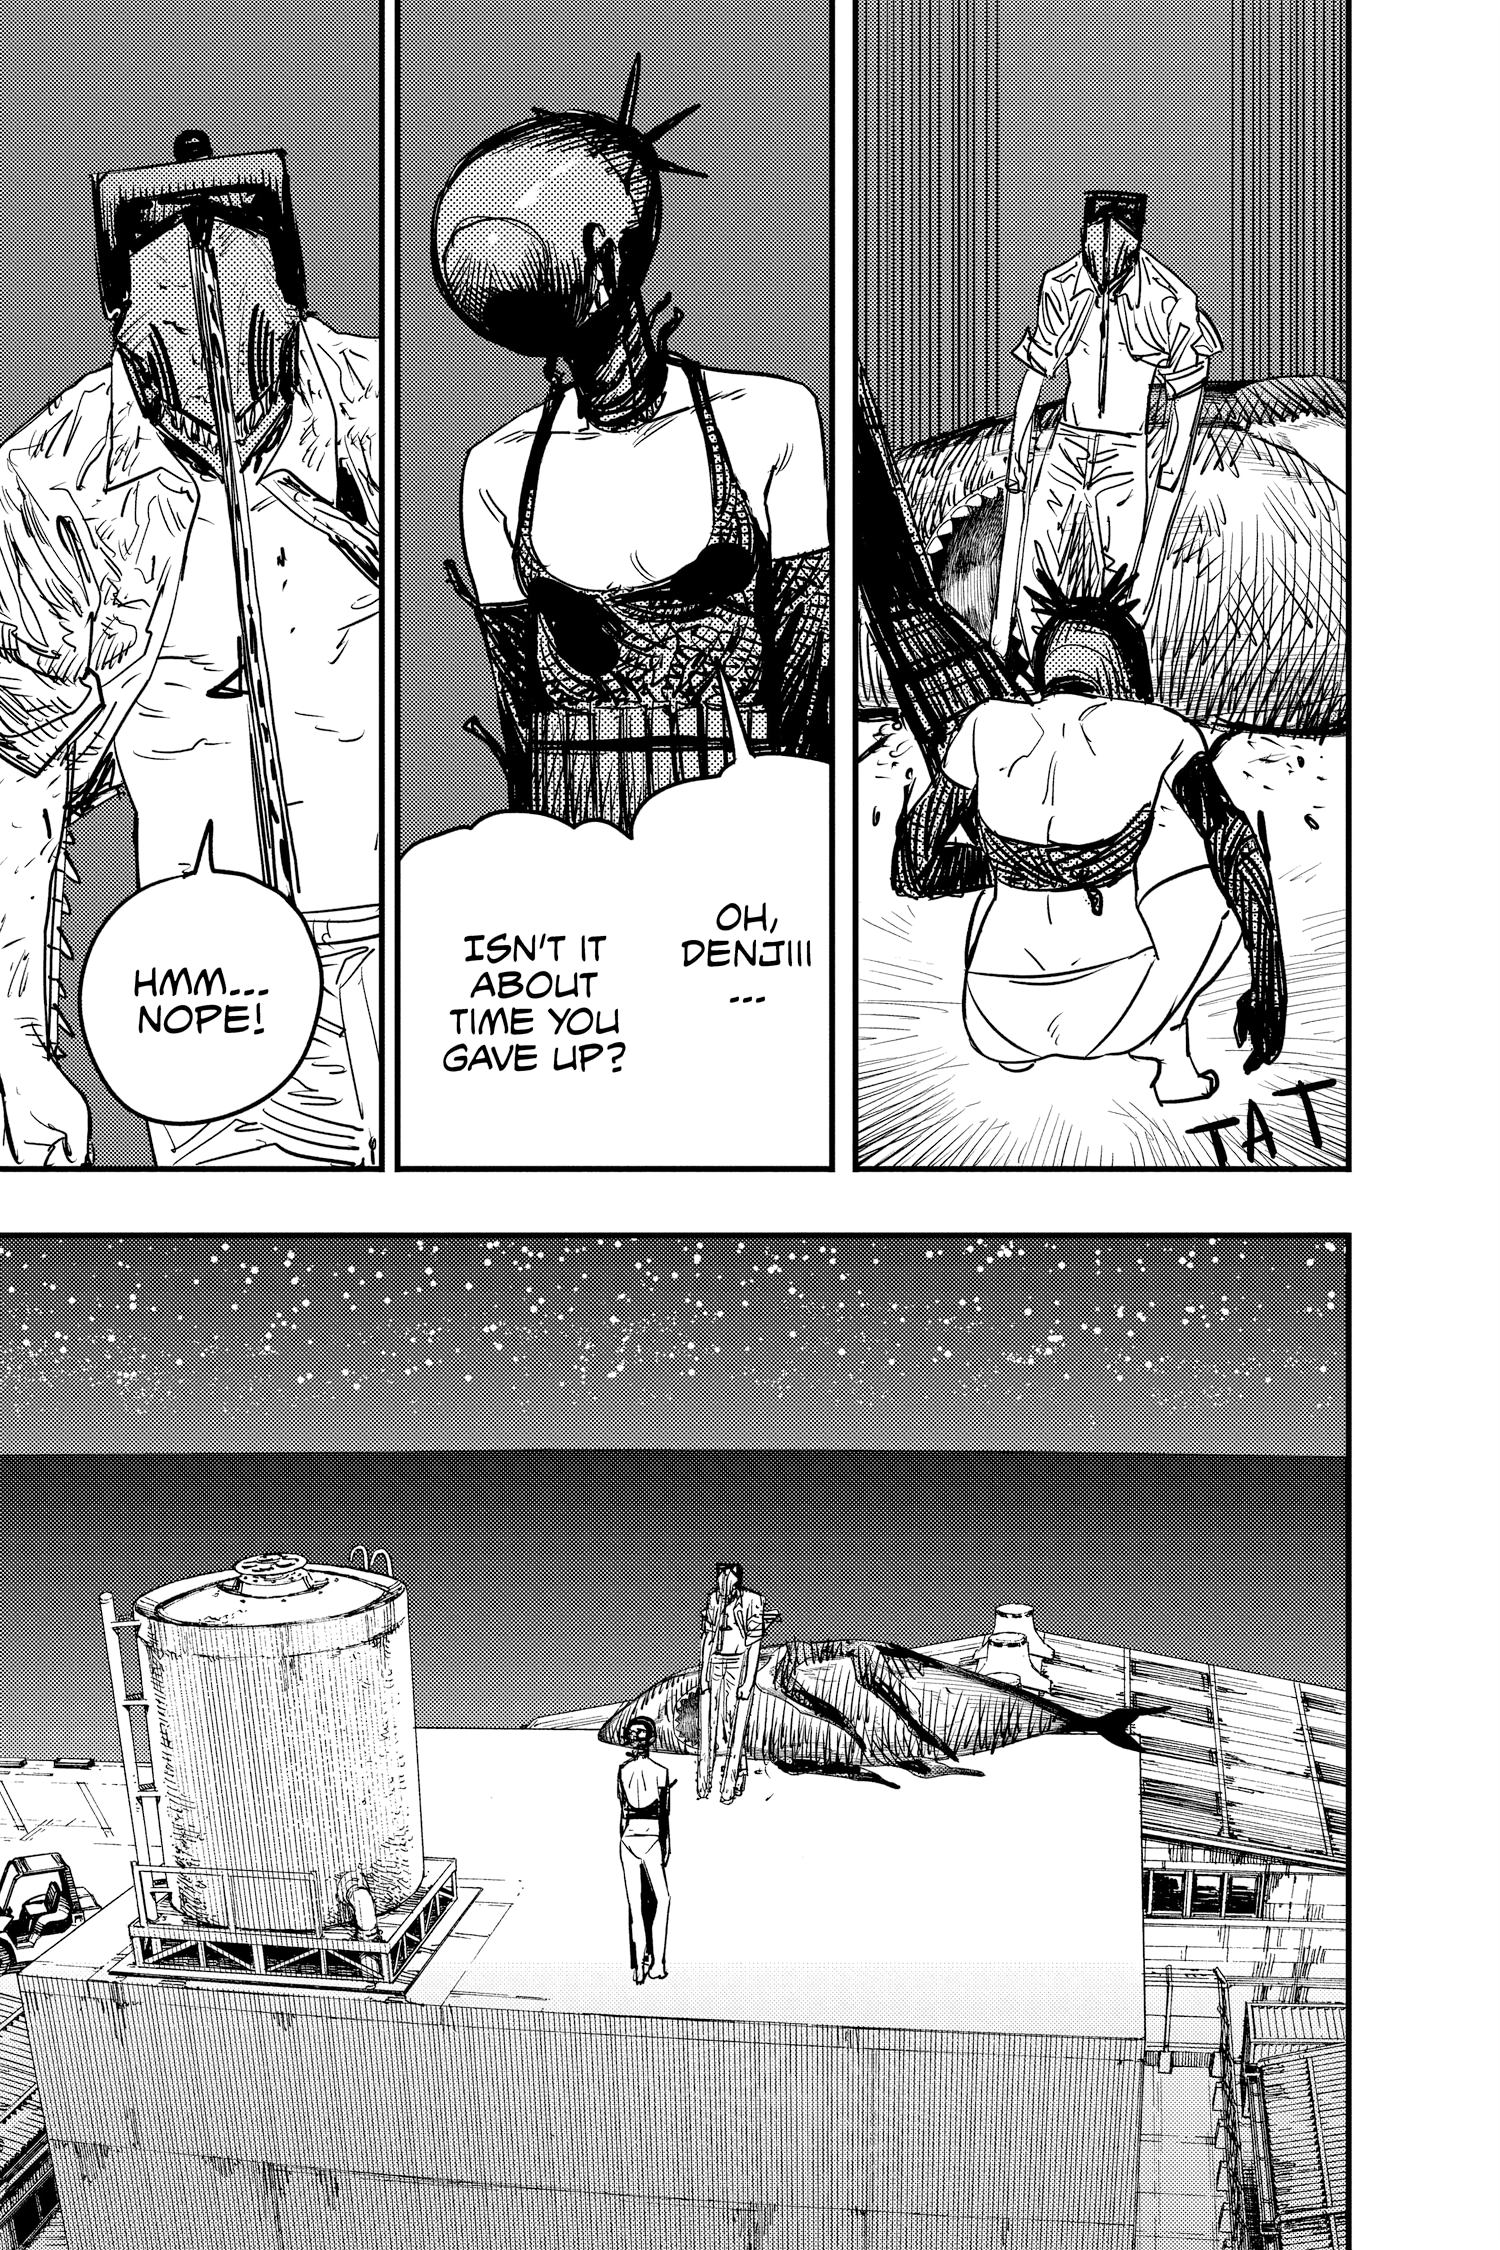 TAT
OH,
DENJIII
...
ISN'T IT
ABOUT
TIME YOU
GAVE UP?
HMM...
NOPE!